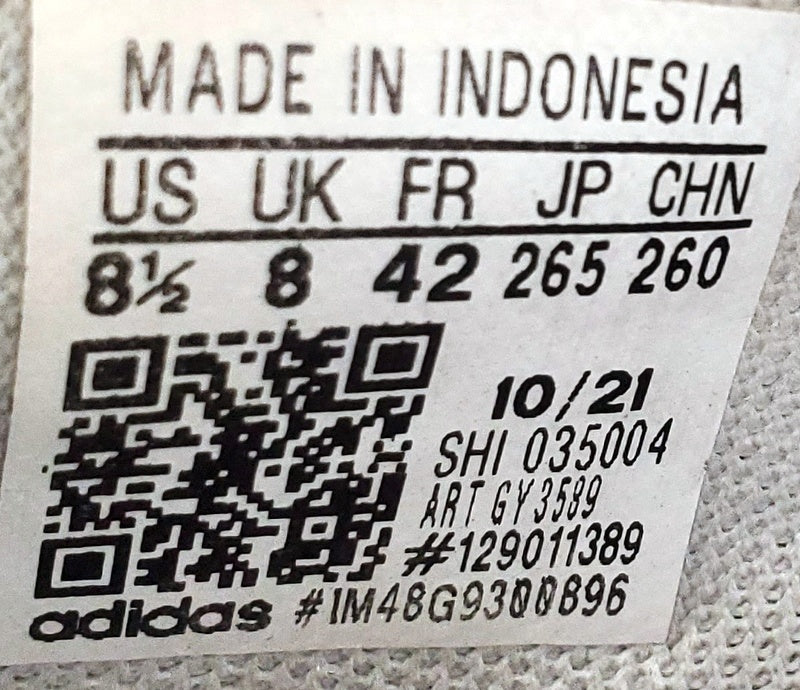 MADE IN INDONESIA
US UK FR JP CHN
8½ 8 42 265 260
10/21
SHI 035004
ART GY3589
#129011389
adidas #1M48G9300896